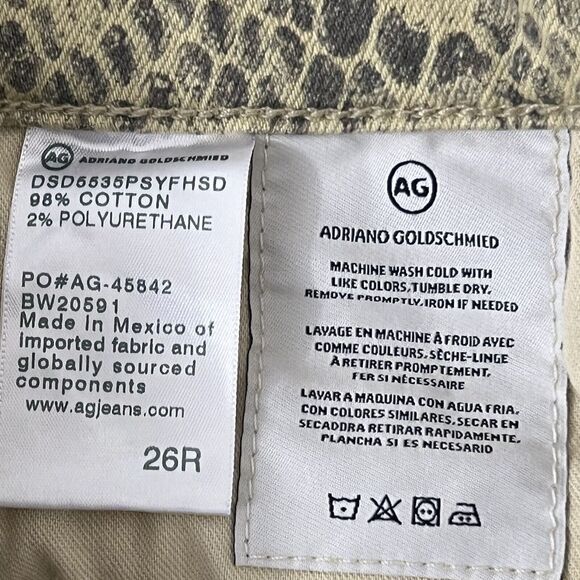 AG ADRIANO GOLDSCHMIED
DSD5535PSYFHSD
98% COTTON
2% POLYURETHANE
PO#AG-45842
BW20591
Made in Mexico of
imported fabric and
globally sourced
components
www.agjeans.com
26R
AG
ADRIANO GOLDSCHMIED
MACHINE WASH COLD WITH
LIKE COLORS, TUMBLE DRY.
REMOVE PROMPTLY. IRON IF NEEDED
LAVAGE EN MACHINE À FROID AVEC
COMME COULEURS. SÈCHE-LINGE
À RETIRER PROMPTEMENT.
FER SI NÉCESSAIRE
LAVAR A MAQUINA CON AGUA FRIA,
CON COLORES SIMILARES. SECAR EN
SECADORA RETIRAR RAPIDAMENTE,
PLANCHA SI ES NECESARIO